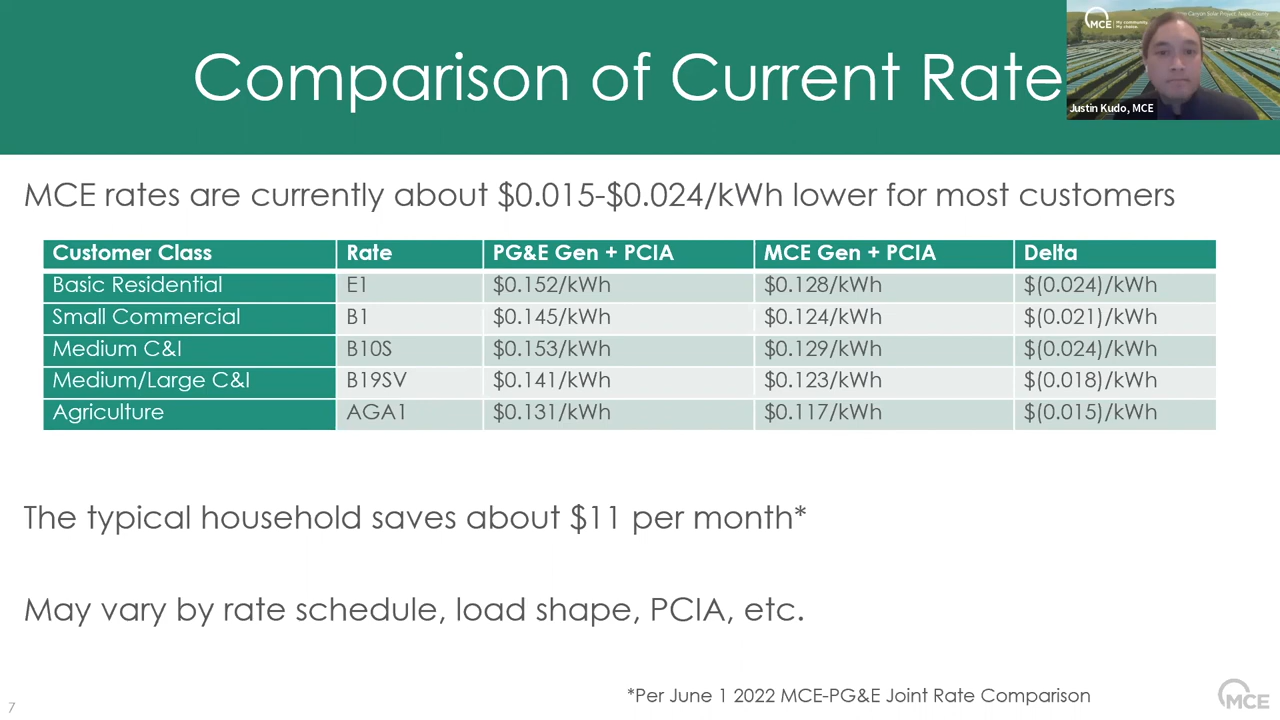 Comparison of Current Rate
MCE My community. My choice.
Justin Kudo, MCE
MCE rates are currently about $0.015-$0.024/kWh lower for most customers
Customer Class Rate PG&E Gen + PCIA MCE Gen + PCIA Delta
Basic Residential E1 $0.152/kWh $0.128/kWh $(0.024)/kWh
Small Commercial B1 $0.145/kWh $0.124/kWh $(0.021)/kWh
Medium C&I B10S $0.153/kWh $0.129/kWh $(0.024)/kWh
Medium/Large C&I B19SV $0.141/kWh $0.123/kWh $(0.018)/kWh
Agriculture AGA1 $0.131/kWh $0.117/kWh $(0.015)/kWh
The typical household saves about $11 per month*
May vary by rate schedule, load shape, PCIA, etc.
*Per June 1 2022 MCE-PG&E Joint Rate Comparison
7
MCE